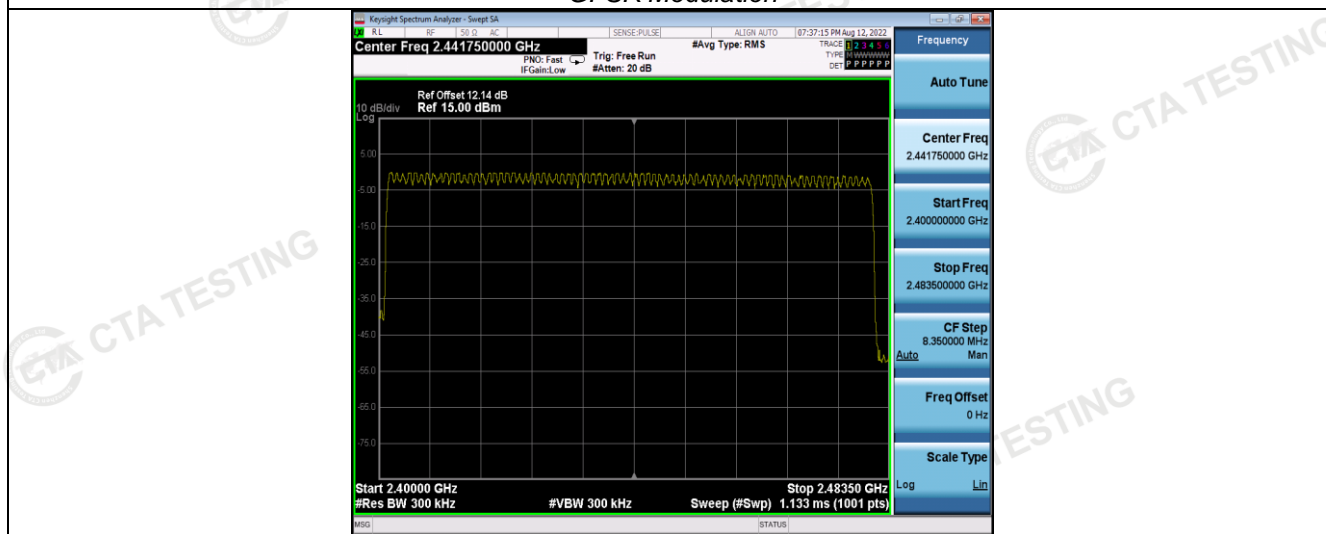 Keysight Spectrum Analyzer - Swept SA
RL RF 50 Ω AC SENSE:PULSE ALIGN AUTO 07:37:15 PM Aug 12, 2022
Center Freq 2.441750000 GHz
#Avg Type: RMS
TRACE 1 2 3 4 5 6
PNO: Fast
Trig: Free Run
TYPE M WWWWW
IFGain:Low
#Atten: 20 dB
DET P P P P P P
Ref Offset 12.14 dB
10 dB/div Ref 15.00 dBm
Log
5.00
-5.00
-15.0
-25.0
-35.0
-45.0
-55.0
-65.0
-75.0
Start 2.40000 GHz
Stop 2.48350 GHz
#Res BW 300 kHz
#VBW 300 kHz
Sweep (#Swp) 1.133 ms (1001 pts)
MSG
STATUS
Frequency
Auto Tune
Center Freq
2.441750000 GHz
Start Freq
2.400000000 GHz
Stop Freq
2.483500000 GHz
CF Step
8.350000 MHz
Auto Man
Freq Offset
0 Hz
Scale Type
Log Lin
CTA TESTING
CTA TESTING
TESTING